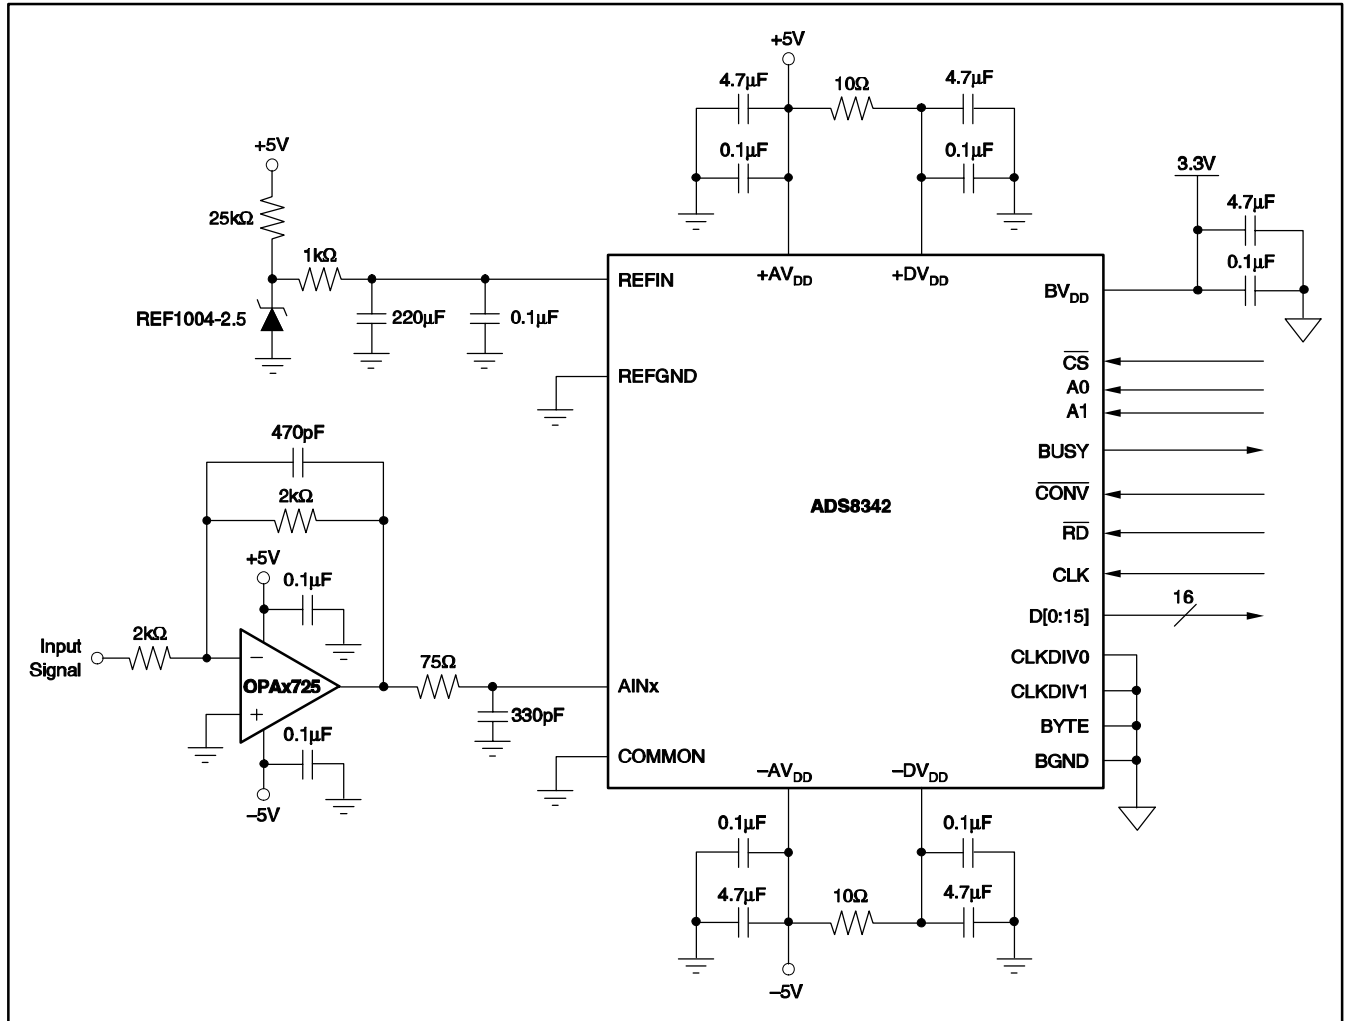 +5V
4.7µF
10Ω
4.7µF
0.1µF
0.1µF
+5V
25kΩ
1kΩ
REF1004-2.5
220µF
0.1µF
3.3V
4.7µF
0.1µF
REFIN
+AVDD
+DVDD
BVDD
REFGND
CS
A0
A1
BUSY
CONV
RD
CLK
D[0:15]
16
CLKDIV0
CLKDIV1
BYTE
BGND
ADS8342
470pF
2kΩ
+5V
0.1µF
Input
Signal
2kΩ
−
OPAx725
+
0.1µF
−5V
75Ω
330pF
AINx
COMMON
−AVDD
−DVDD
0.1µF
0.1µF
4.7µF
10Ω
4.7µF
−5V